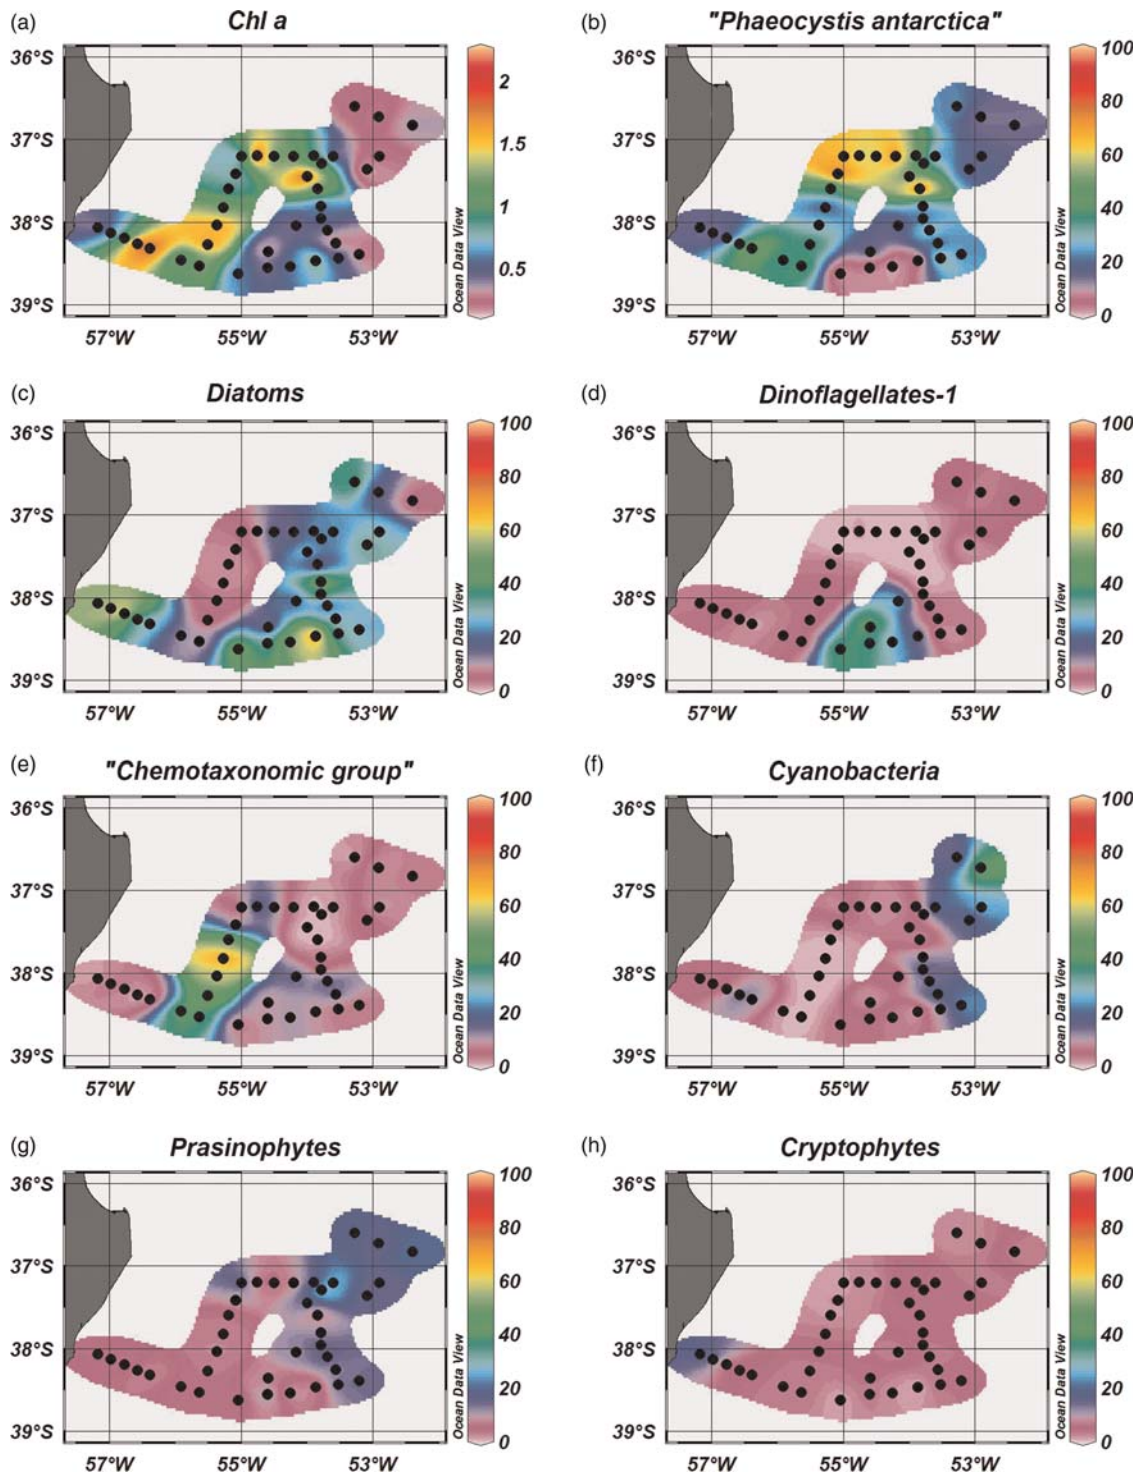 (a) Chl a
36°S
37°S
38°S
39°S
57°W 55°W 53°W
2
1.5
1
0.5
Ocean Data View
(b) "Phaeocystis antarctica"
36°S
37°S
38°S
39°S
57°W 55°W 53°W
100
80
60
40
20
0
Ocean Data View
(c) Diatoms
36°S
37°S
38°S
39°S
57°W 55°W 53°W
100
80
60
40
20
0
Ocean Data View
(d) Dinoflagellates-1
36°S
37°S
38°S
39°S
57°W 55°W 53°W
100
80
60
40
20
0
Ocean Data View
(e) "Chemotaxonomic group"
36°S
37°S
38°S
39°S
57°W 55°W 53°W
100
80
60
40
20
0
Ocean Data View
(f) Cyanobacteria
36°S
37°S
38°S
39°S
57°W 55°W 53°W
100
80
60
40
20
0
Ocean Data View
(g) Prasinophytes
36°S
37°S
38°S
39°S
57°W 55°W 53°W
100
80
60
40
20
0
Ocean Data View
(h) Cryptophytes
36°S
37°S
38°S
39°S
57°W 55°W 53°W
100
80
60
40
20
0
Ocean Data View